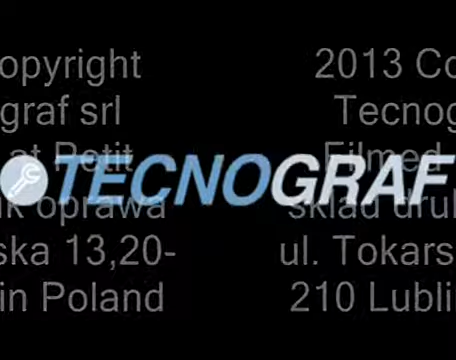 opyright 2013 Co
graf srl Tecnog
at Petit Filmed
TECNOGRAF
k oprawa skład druk
ska 13,20- ul. Tokars
in Poland 210 Lubli